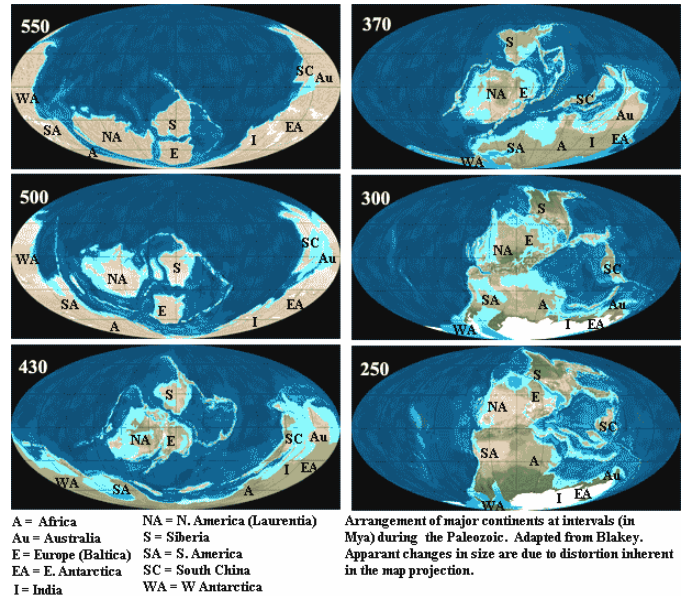 550
SC
Au
WA
SA
NA
S
A
E
I
EA
500
WA
SC
Au
NA
S
SA
E
EA
A
I
430
S
NA
E
SC
Au
I
EA
WA
SA
A
370
S
NA
E
SC
Au
SA
A
I
EA
WA
300
S
NA
E
SC
SA
A
Au
WA
I
EA
250
S
E
NA
SC
SA
A
Au
WA
I
EA
A = Africa
Au = Australia
E = Europe (Baltica)
EA = E. Antarctica
I = India
NA = N. America (Laurentia)
S = Siberia
SA = S. America
SC = South China
WA = W Antarctica
Arrangement of major continents at intervals (in
Mya) during the Paleozoic. Adapted from Blakey.
Apparant changes in size are due to distortion inherent
in the map projection.